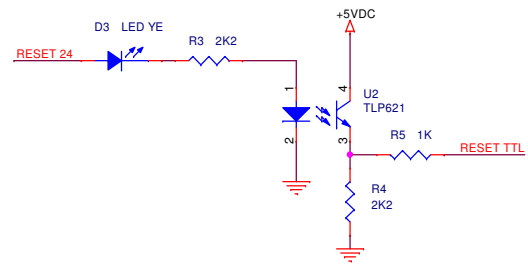 +5VDC
D3 LED YE
R3 2K2
RESET 24
4
U2
TLP621
1
2
3
R5 1K
RESET TTL
R4
2K2